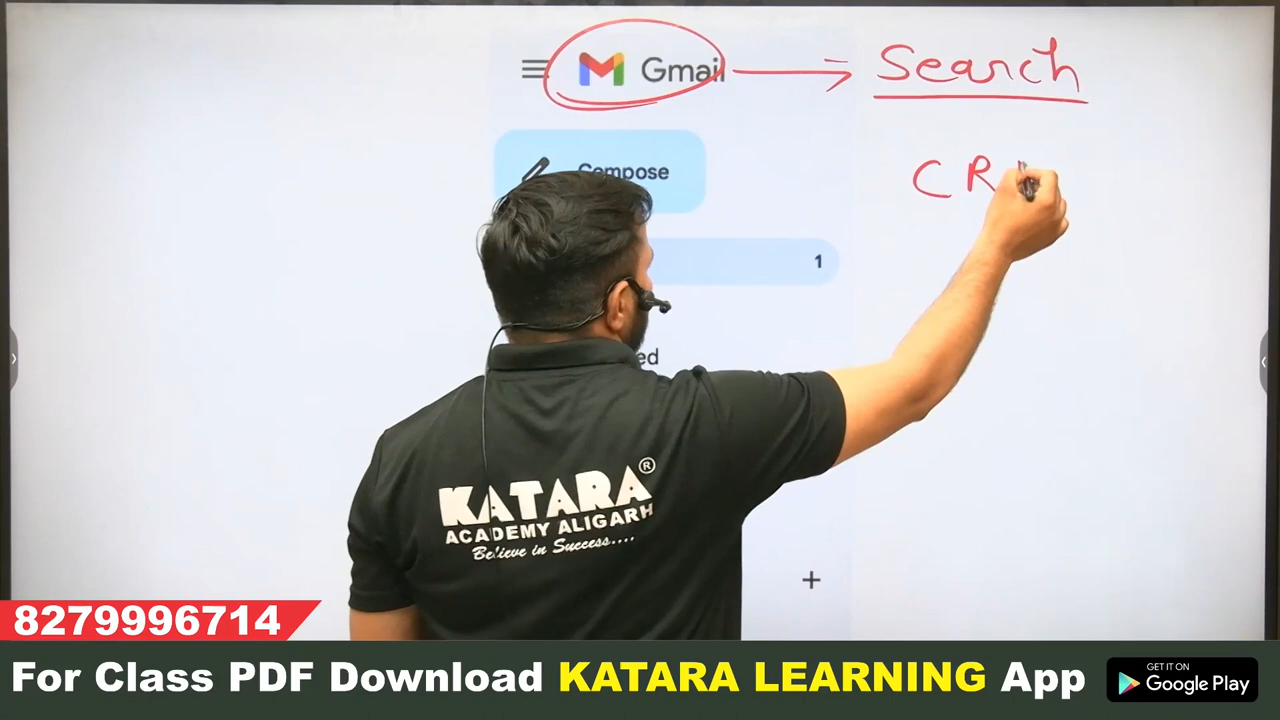 Gmail → Search
Compose
CR
1
ed
KATARA®
ACADEMY ALIGARH
Believe in Success....
+
8279996714
For Class PDF Download KATARA LEARNING App
GET IT ON
Google Play